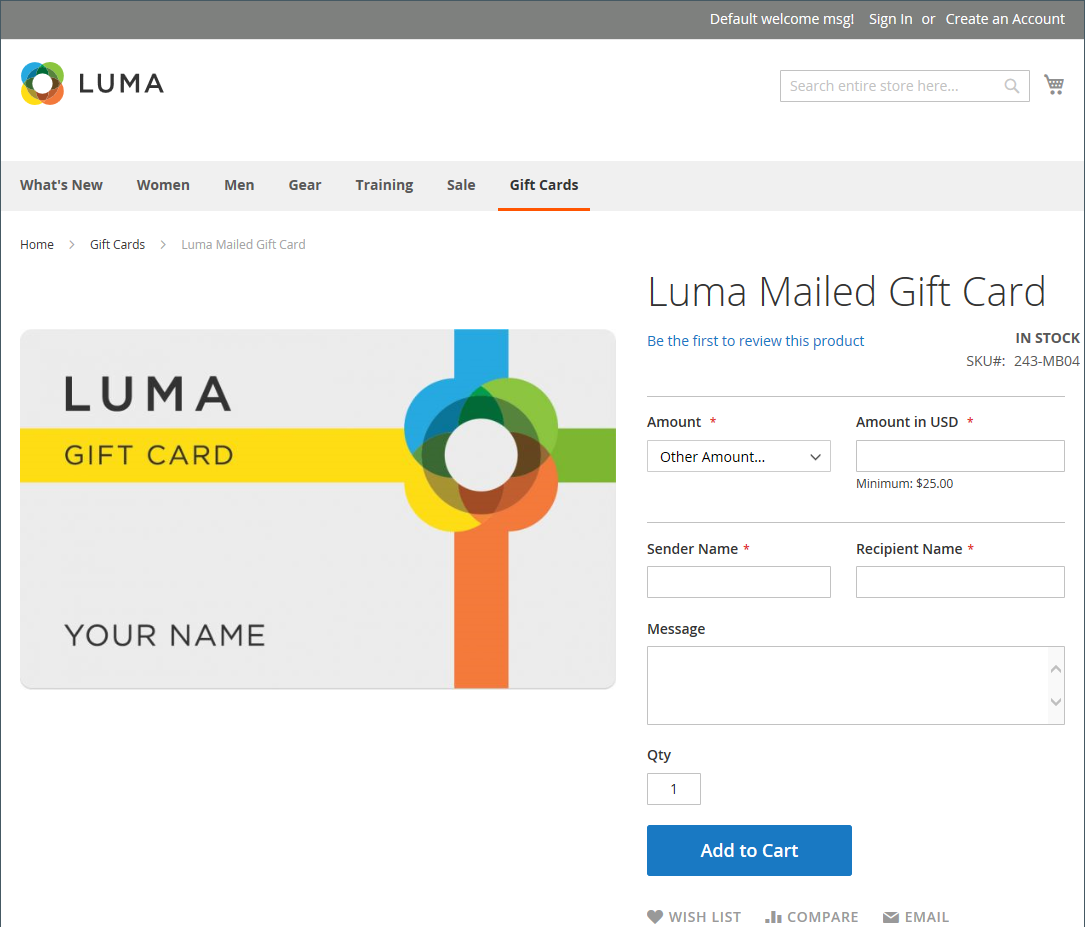 Default welcome msg! Sign In or Create an Account
LUMA
Search entire store here...
What's New Women Men Gear Training Sale Gift Cards
Home > Gift Cards > Luma Mailed Gift Card
Luma Mailed Gift Card
Be the first to review this product
IN STOCK
SKU#: 243-MB04
LUMA
GIFT CARD
YOUR NAME
Amount * Amount in USD *
Other Amount...
Minimum: $25.00
Sender Name * Recipient Name *
Message
Qty
1
Add to Cart
WISH LIST COMPARE EMAIL